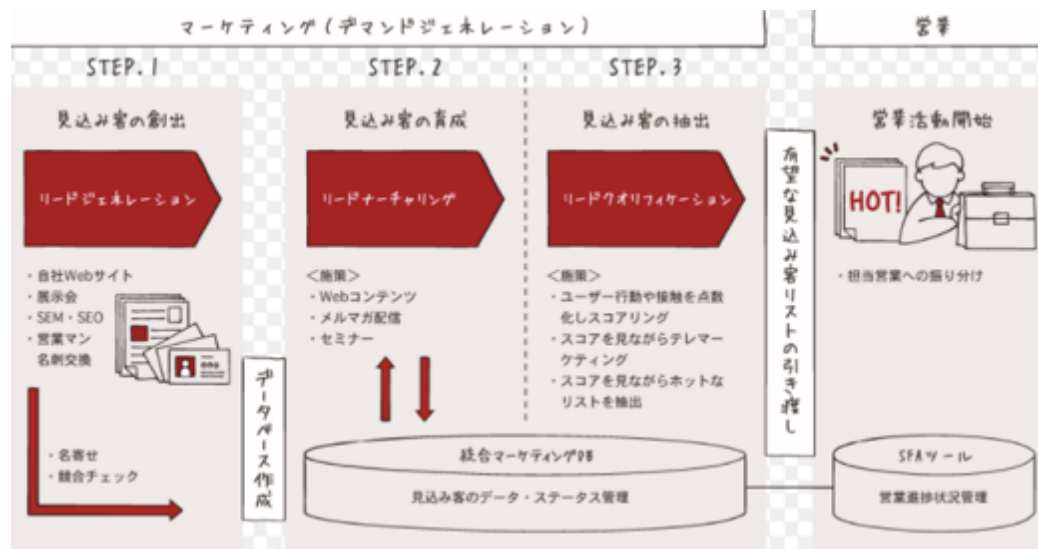 マーケティング(デマンドジェネレーション)
営業
STEP.1
見込み客の創出
リードジェネレーション
・自社Webサイト
・展示会
・SEM・SEO
・営業マン
名刺交換
・名寄せ
・競合チェック
データベース作成
STEP.2
見込み客の育成
リードナーチャリング
<施策>
・Webコンテンツ
・メルマガ配信
・セミナー
STEP.3
見込み客の抽出
リードクオリフィケーション
<施策>
・ユーザー行動や接触を点数
化しスコアリング
・スコアを見ながらテレマー
ケティング
・スコアを見ながらホットな
リストを抽出
統合マーケティングDB
見込み客のデータ・ステータス管理
有望な見込み客リストの引き渡し
営業活動開始
HOT!
・担当営業への振り分け
SFAツール
営業進捗状況管理